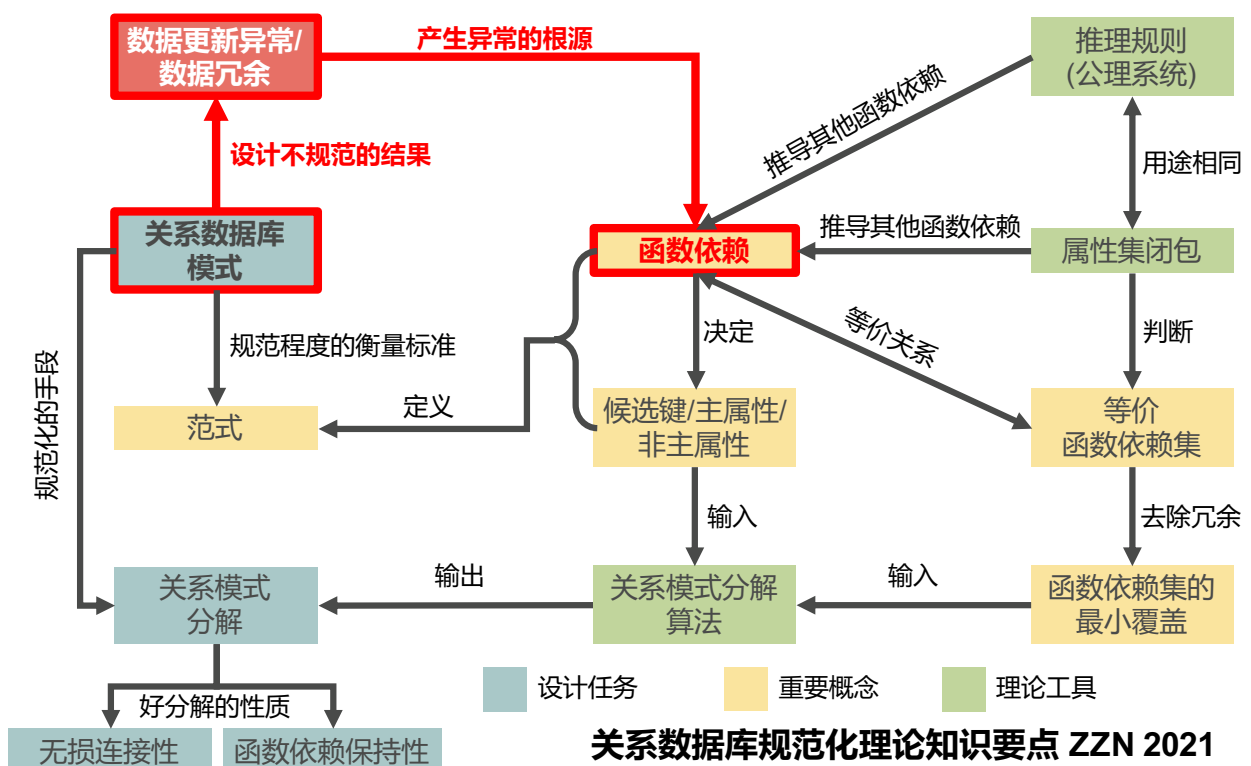 数据更新异常/
数据冗余
产生异常的根源
推理规则
(公理系统)
推导其他函数依赖
设计不规范的结果
用途相同
关系数据库
模式
函数依赖
推导其他函数依赖
属性集闭包
规范程度的衡量标准
决定
等价关系
判断
规范化的手段
范式
定义
候选键/主属性/
非主属性
等价
函数依赖集
输入
去除冗余
关系模式
分解
输出
关系模式分解
算法
输入
函数依赖集的
最小覆盖
好分解的性质
无损连接性
函数依赖保持性
设计任务
重要概念
理论工具
关系数据库规范化理论知识要点 ZZN 2021